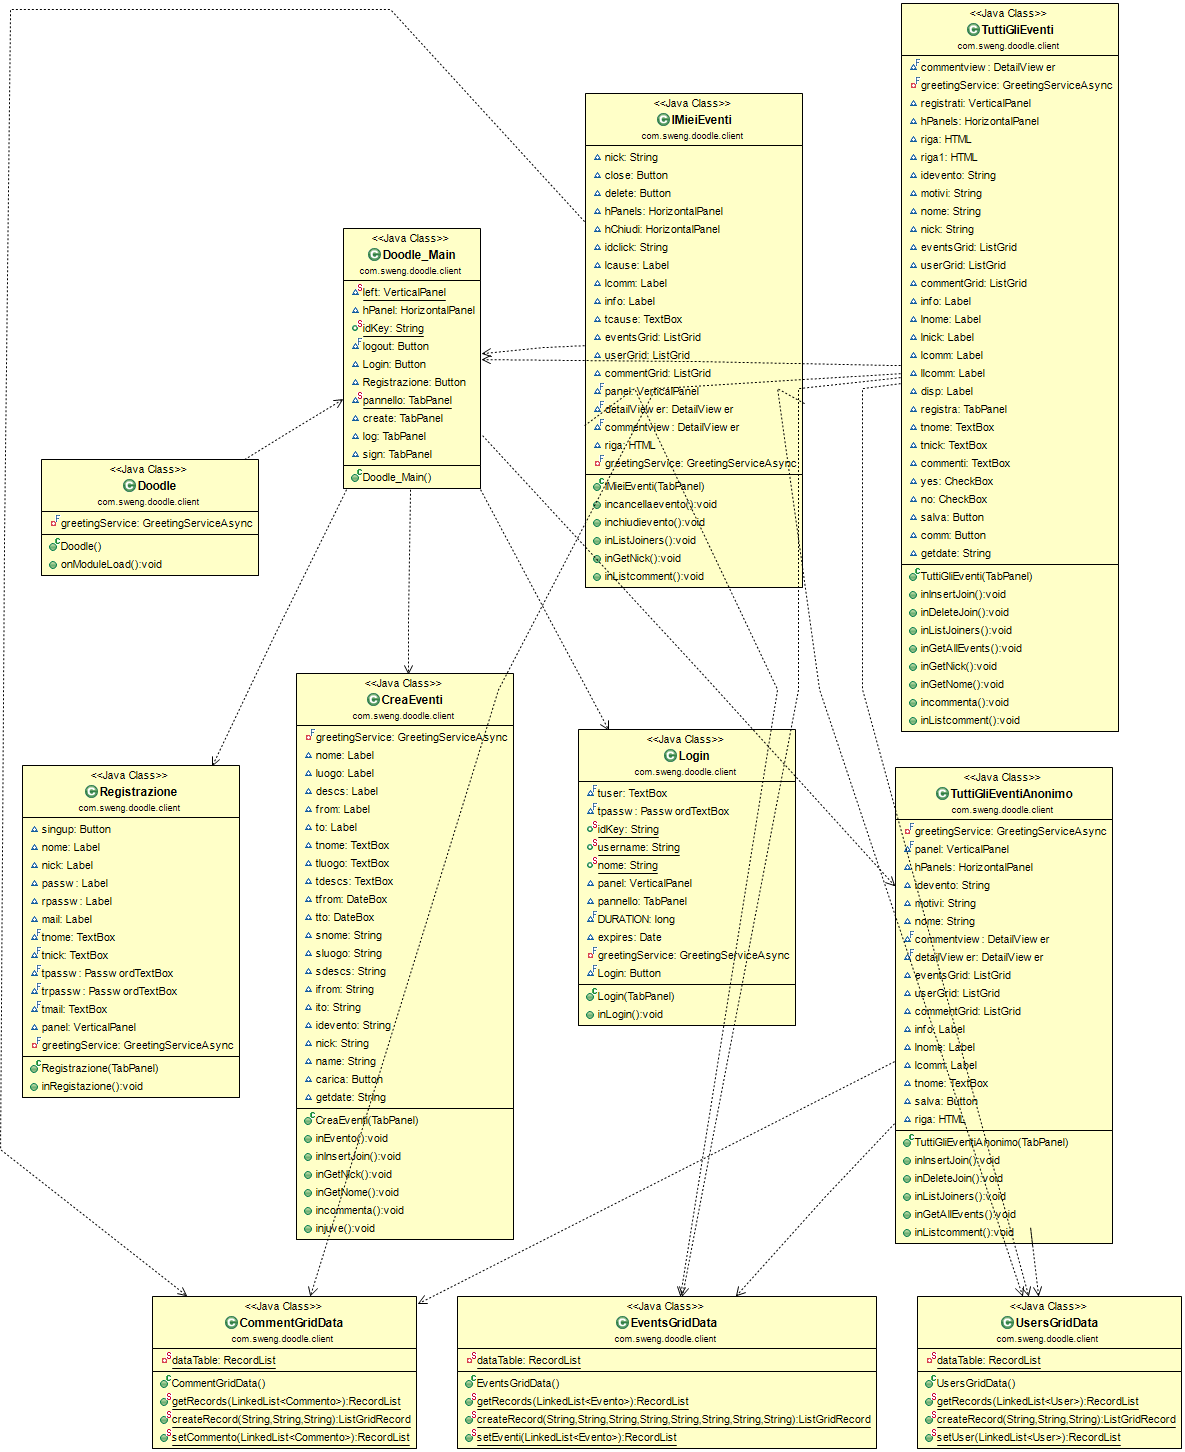 <<Java Class>>
TuttiGliEventi
com.sweng.doodle.client
commentview: DetailViewer
greetingService: GreetingServiceAsync
registrati: VerticalPanel
hPanels: HorizontalPanel
riga: HTML
riga1: HTML
idevento: String
motivi: String
nome: String
nick: String
eventsGrid: ListGrid
userGrid: ListGrid
commentGrid: ListGrid
info: Label
lnome: Label
lnick: Label
lcomm: Label
llcomm: Label
disp: Label
registra: TabPanel
tnome: TextBox
tnick: TextBox
commenti: TextBox
yes: CheckBox
no: CheckBox
salva: Button
comm: Button
getdate: String
TuttiGliEventi(TabPanel)
inInsertJoin():void
inDeleteJoin():void
inListJoiners():void
inGetAllEvents():void
inGetNick():void
inGetNome():void
incommenta():void
inListcomment():void
<<Java Class>>
IMieiEventi
com.sweng.doodle.client
nick: String
close: Button
delete: Button
hPanels: HorizontalPanel
hChiudi: HorizontalPanel
idclick: String
lcause: Label
lcomm: Label
info: Label
tcause: TextBox
eventsGrid: ListGrid
userGrid: ListGrid
commentGrid: ListGrid
panel: VerticalPanel
detailViewer: DetailViewer
commentview: DetailViewer
riga: HTML
greetingService: GreetingServiceAsync
IMieiEventi(TabPanel)
incancellaevento():void
inchiudievento():void
inListJoiners():void
inGetNick():void
inListcomment():void
<<Java Class>>
Doodle_Main
com.sweng.doodle.client
left: VerticalPanel
hPanel: HorizontalPanel
idKey: String
logout: Button
Login: Button
Registrazione: Button
pannello: TabPanel
create: TabPanel
log: TabPanel
sign: TabPanel
Doodle_Main()
<<Java Class>>
Doodle
com.sweng.doodle.client
greetingService: GreetingServiceAsync
Doodle()
onModuleLoad():void
<<Java Class>>
CreaEventi
com.sweng.doodle.client
greetingService: GreetingServiceAsync
nome: Label
luogo: Label
descs: Label
from: Label
to: Label
tnome: TextBox
tluogo: TextBox
tdescs: TextBox
tfrom: DateBox
tto: DateBox
snome: String
sluogo: String
sdescs: String
ifrom: String
ito: String
idevento: String
nick: String
name: String
carica: Button
getdate: String
CreaEventi(TabPanel)
inEvento():void
inInsertJoin():void
inGetNick():void
inGetNome():void
incommenta():void
injuve():void
<<Java Class>>
Login
com.sweng.doodle.client
tuser: TextBox
tpassw: PasswordTextBox
idKey: String
username: String
nome: String
panel: VerticalPanel
pannello: TabPanel
DURATION: long
expires: Date
greetingService: GreetingServiceAsync
Login: Button
Login(TabPanel)
inLogin():void
<<Java Class>>
Registrazione
com.sweng.doodle.client
singup: Button
nome: Label
nick: Label
passw: Label
rpassw: Label
mail: Label
tnome: TextBox
tnick: TextBox
tpassw: PasswordTextBox
trpassw: PasswordTextBox
tmail: TextBox
panel: VerticalPanel
greetingService: GreetingServiceAsync
Registrazione(TabPanel)
inRegistazione():void
<<Java Class>>
TuttiGliEventiAnonimo
com.sweng.doodle.client
greetingService: GreetingServiceAsync
panel: VerticalPanel
hPanels: HorizontalPanel
idevento: String
motivi: String
nome: String
commentview: DetailViewer
detailViewer: DetailViewer
eventsGrid: ListGrid
userGrid: ListGrid
commentGrid: ListGrid
info: Label
lnome: Label
lcomm: Label
tnome: TextBox
salva: Button
riga: HTML
TuttiGliEventiAnonimo(TabPanel)
inInsertJoin():void
inDeleteJoin():void
inListJoiners():void
inGetAllEvents():void
inListcomment():void
<<Java Class>>
CommentGridData
com.sweng.doodle.client
dataTable: RecordList
CommentGridData()
getRecords(LinkedList<Commento>):RecordList
createRecord(String,String,String):ListGridRecord
setCommento(LinkedList<Commento>):RecordList
<<Java Class>>
EventsGridData
com.sweng.doodle.client
dataTable: RecordList
EventsGridData()
getRecords(LinkedList<Evento>):RecordList
createRecord(String,String,String,String,String,String,String,String):ListGridRecord
setEventi(LinkedList<Evento>):RecordList
<<Java Class>>
UsersGridData
com.sweng.doodle.client
dataTable: RecordList
UsersGridData()
getRecords(LinkedList<User>):RecordList
createRecord(String,String,String):ListGridRecord
setUser(LinkedList<User>):RecordList